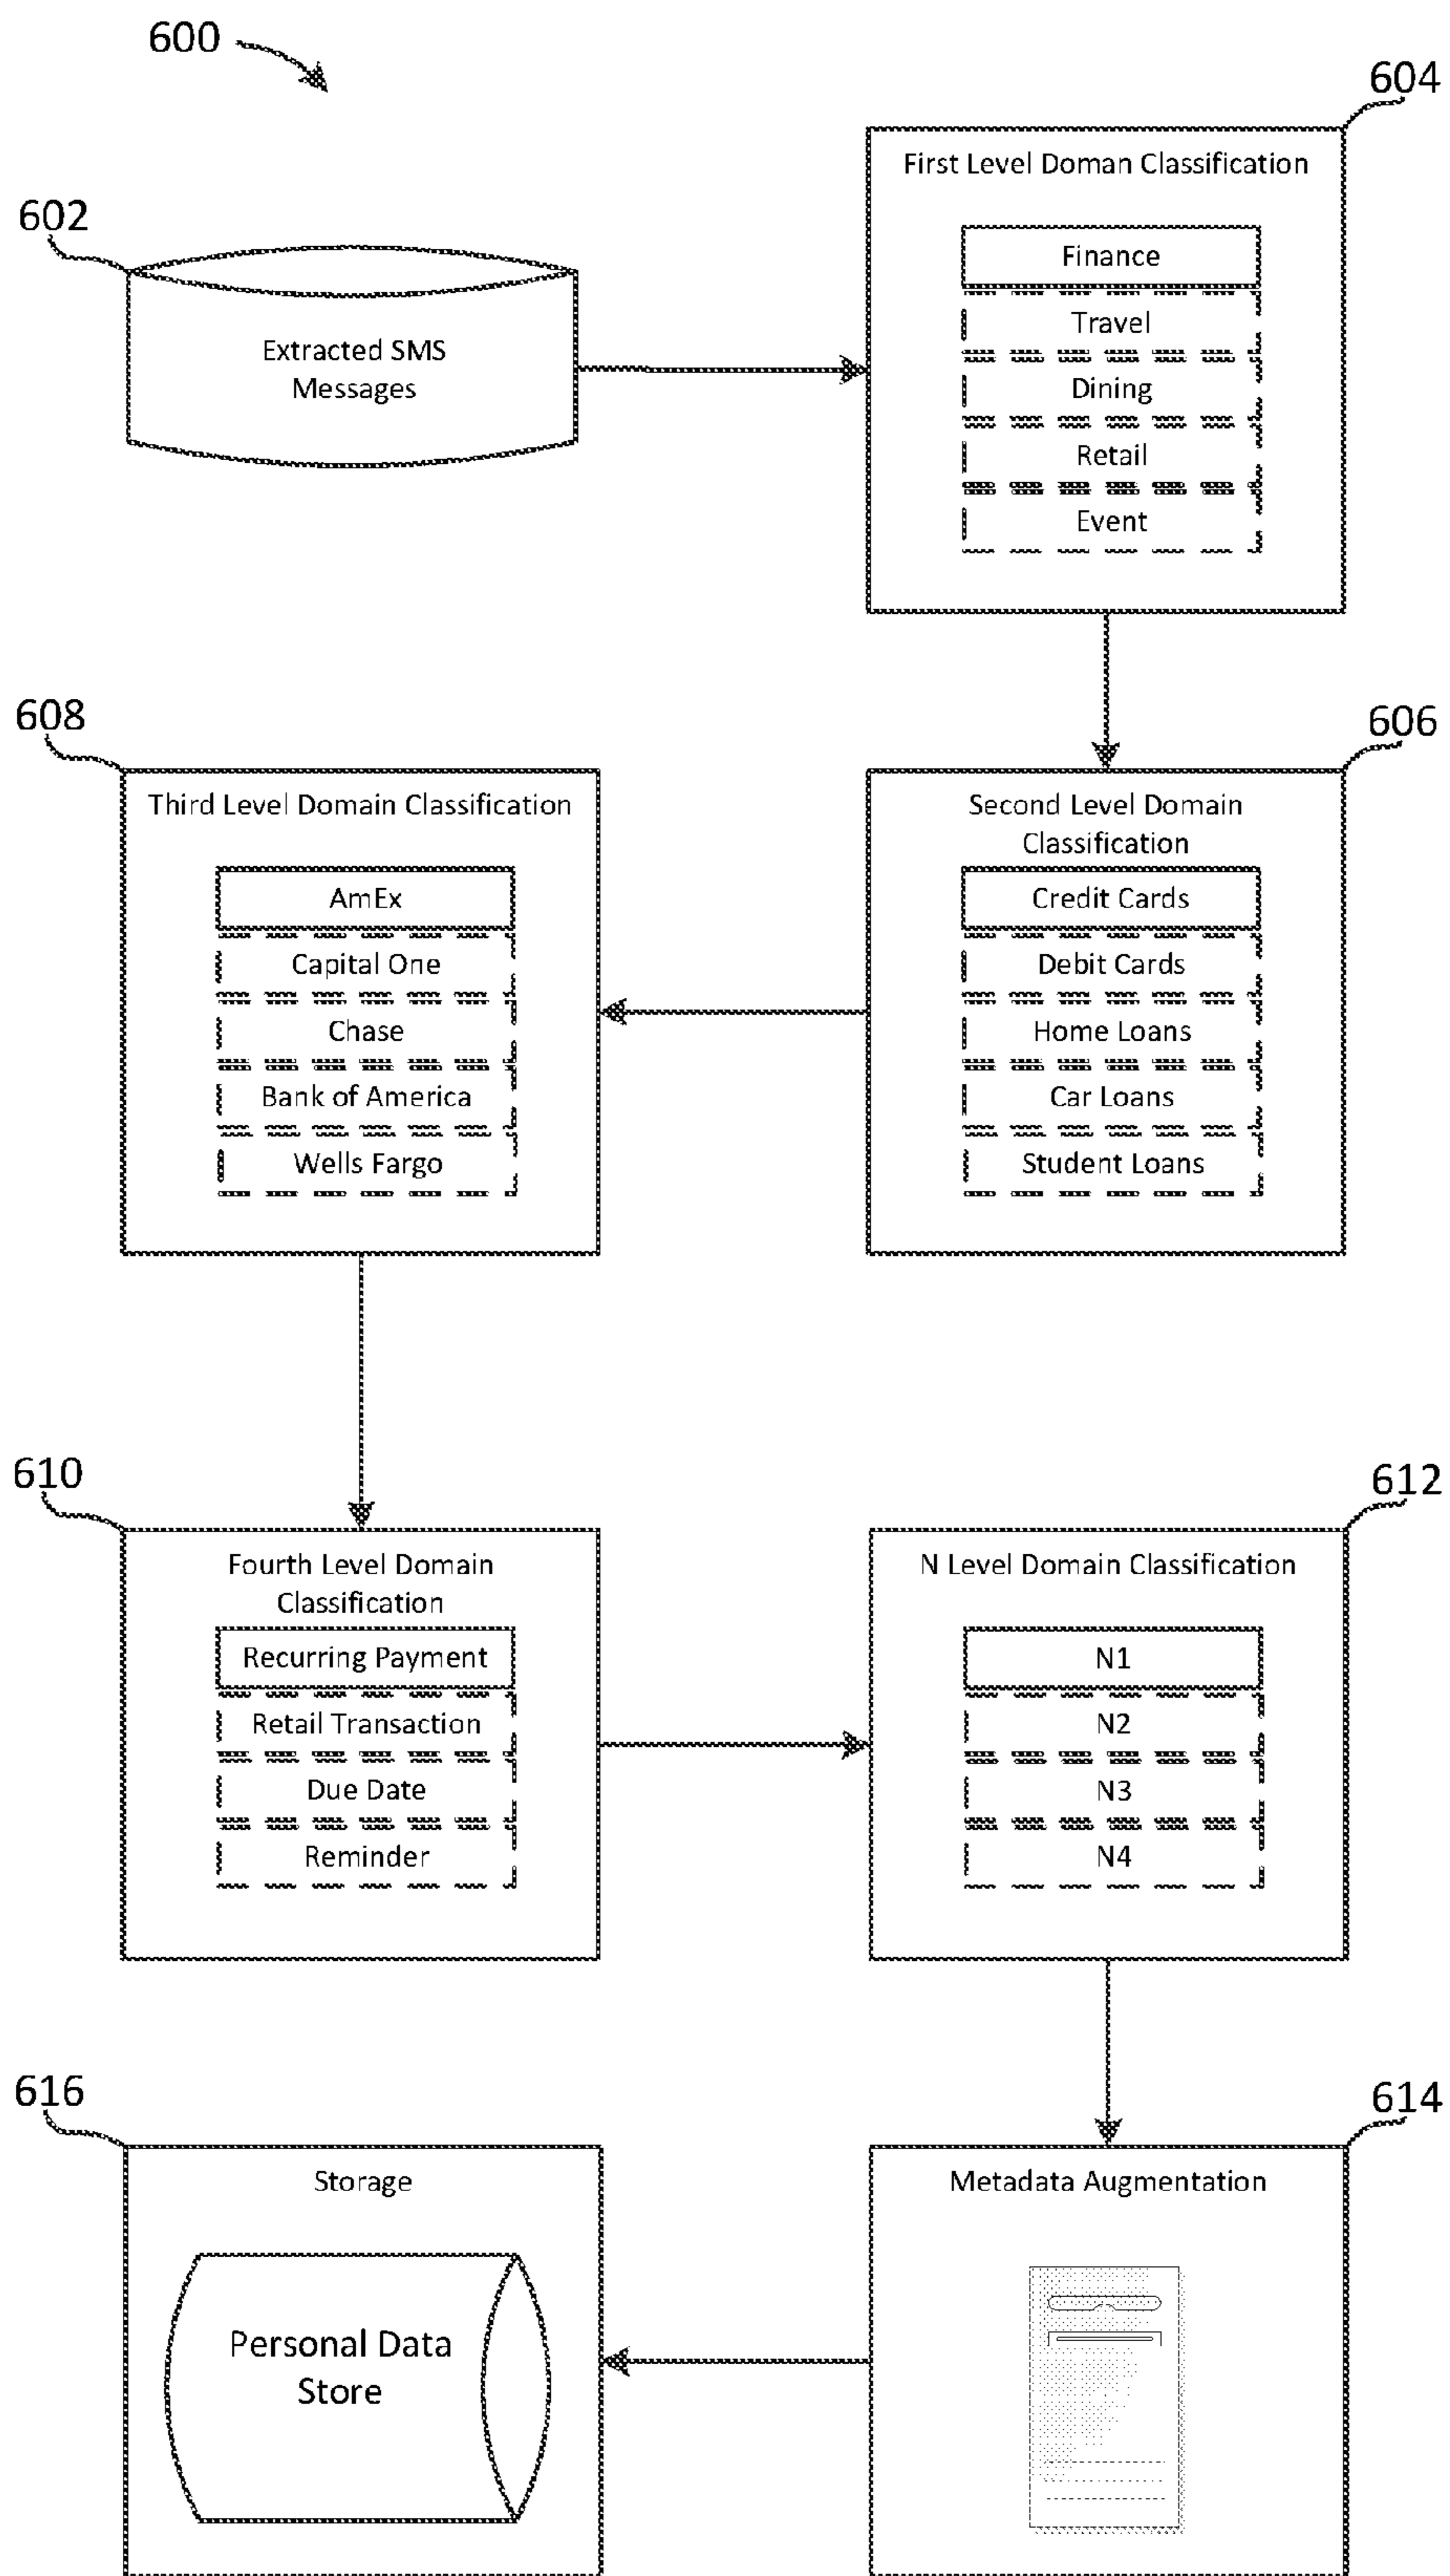 600
604
First Level Doman Classification
602
Finance
Travel
Dining
Retail
Event
Extracted SMS
Messages
608
606
Third Level Domain Classification
AmEx
Capital One
Chase
Bank of America
Wells Fargo
Second Level Domain
Classification
Credit Cards
Debit Cards
Home Loans
Car Loans
Student Loans
610
612
Fourth Level Domain
Classification
Recurring Payment
Retail Transaction
Due Date
Reminder
N Level Domain Classification
N1
N2
N3
N4
616
614
Storage
Personal Data
Store
Metadata Augmentation